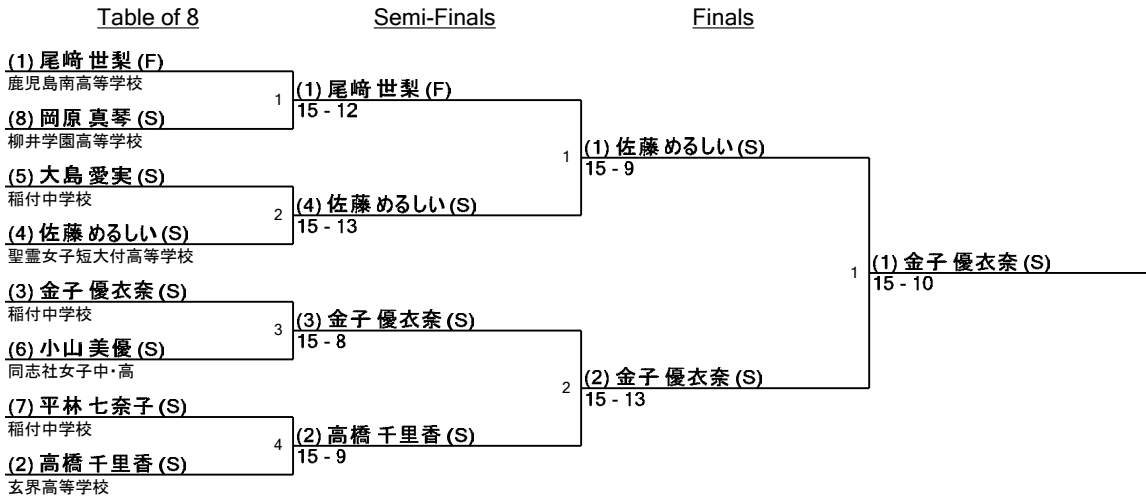 Table of 8
Semi-Finals
Finals
(1) 尾﨑 世梨 (F)
鹿児島南高等学校
1
(8) 岡原 真琴 (S)
柳井学園高等学校
(1) 尾﨑 世梨 (F)
15 - 12
(5) 大島 愛実 (S)
稲付中学校
2
(4) 佐藤 めるしい (S)
聖霊女子短大付高等学校
(4) 佐藤 めるしい (S)
15 - 13
1
(1) 佐藤 めるしい (S)
15 - 9
(3) 金子 優衣奈 (S)
稲付中学校
3
(6) 小山 美優 (S)
同志社女子中・高
(3) 金子 優衣奈 (S)
15 - 8
(7) 平林 七奈子 (S)
稲付中学校
4
(2) 高橋 千里香 (S)
玄界高等学校
(2) 高橋 千里香 (S)
15 - 9
2
(2) 金子 優衣奈 (S)
15 - 13
1
(1) 金子 優衣奈 (S)
15 - 10